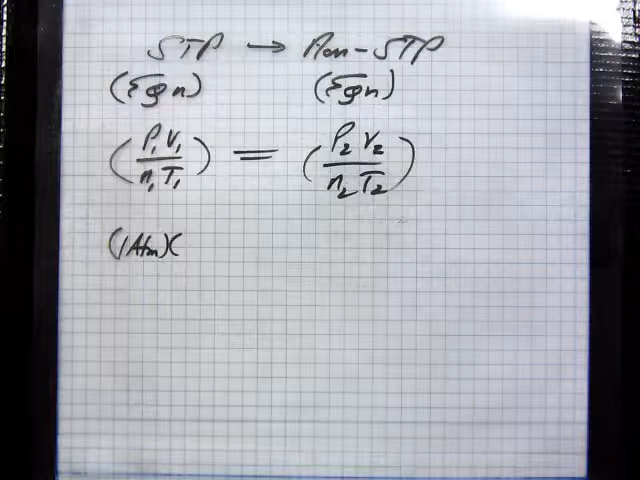 STP → Non-STP
(Eqn) (Eqn)
(P₁V₁/n₁T₁) = (P₂V₂/n₂T₂)
(1Atm)(